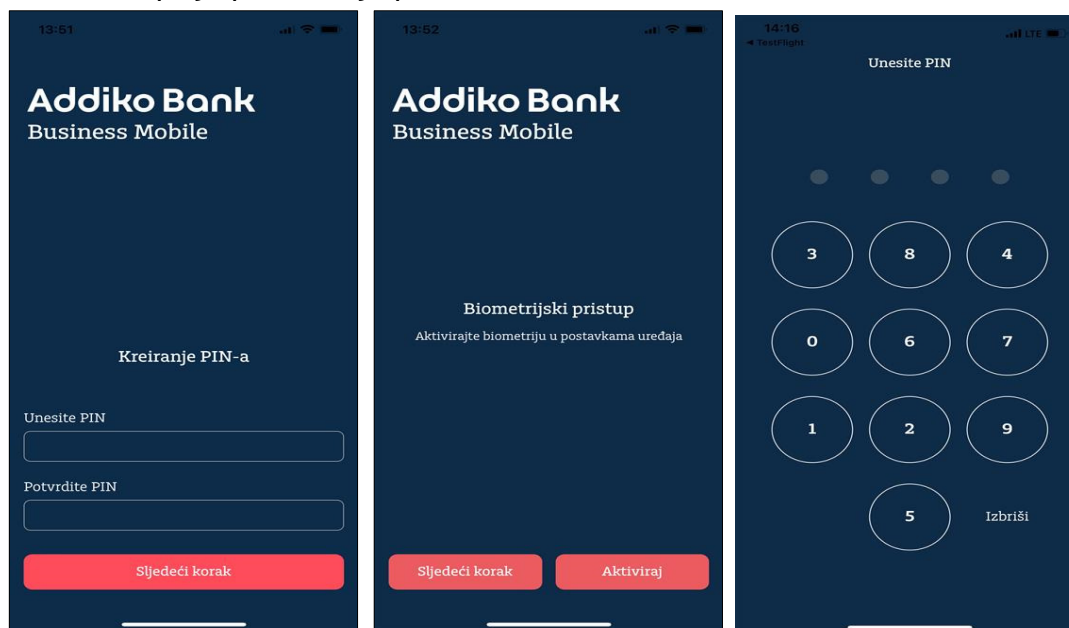 13:51
Addiko Bank
Business Mobile
Kreiranje PIN-a
Unesite PIN
Potvrdite PIN
Sljedeći korak
13:52
Addiko Bank
Business Mobile
Biometrijski pristup
Aktivirajte biometriju u postavkama uređaja
Sljedeći korak
Aktiviraj
14:16
LTE
TestFlight
Unesite PIN
3 8 4
0 6 7
1 2 9
5 Izbriši